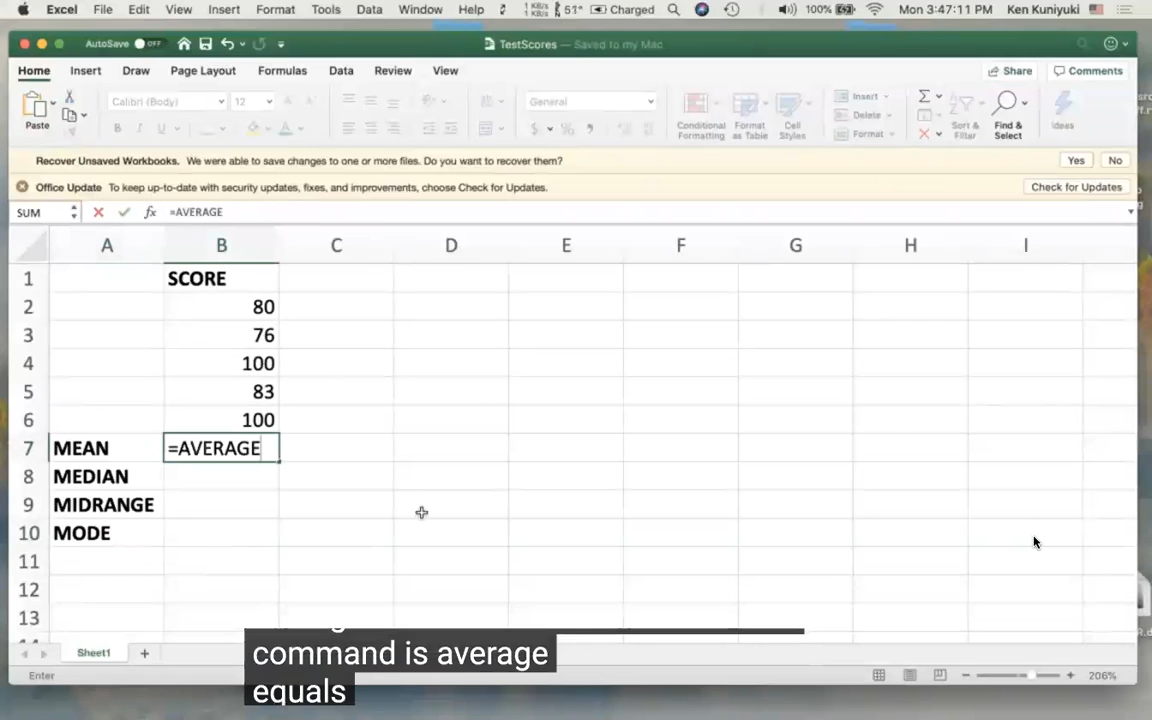 Excel File Edit View Insert Format Tools Data Window Help 1 KB/s 1 KB/s 57° Charged 100% Mon 3:47:11 PM Ken Kuniyuki
AutoSave OFF TestScores — Saved to my Mac
Home Insert Draw Page Layout Formulas Data Review View Share Comments
Paste Calibri (Body) 12 General Conditional Formatting Format as Table Cell Styles Insert Delete Format Sort & Filter Find & Select Ideas
Recover Unsaved Workbooks. We were able to save changes to one or more files. Do you want to recover them? Yes No
Office Update To keep up-to-date with security updates, fixes, and improvements, choose Check for Updates. Check for Updates
SUM fx =AVERAGE
A B C D E F G H I
1 SCORE
2 80
3 76
4 100
5 83
6 100
7 MEAN =AVERAGE
8 MEDIAN
9 MIDRANGE
10 MODE
11
12
13
command is average
equals
Sheet1 +
Enter 206%